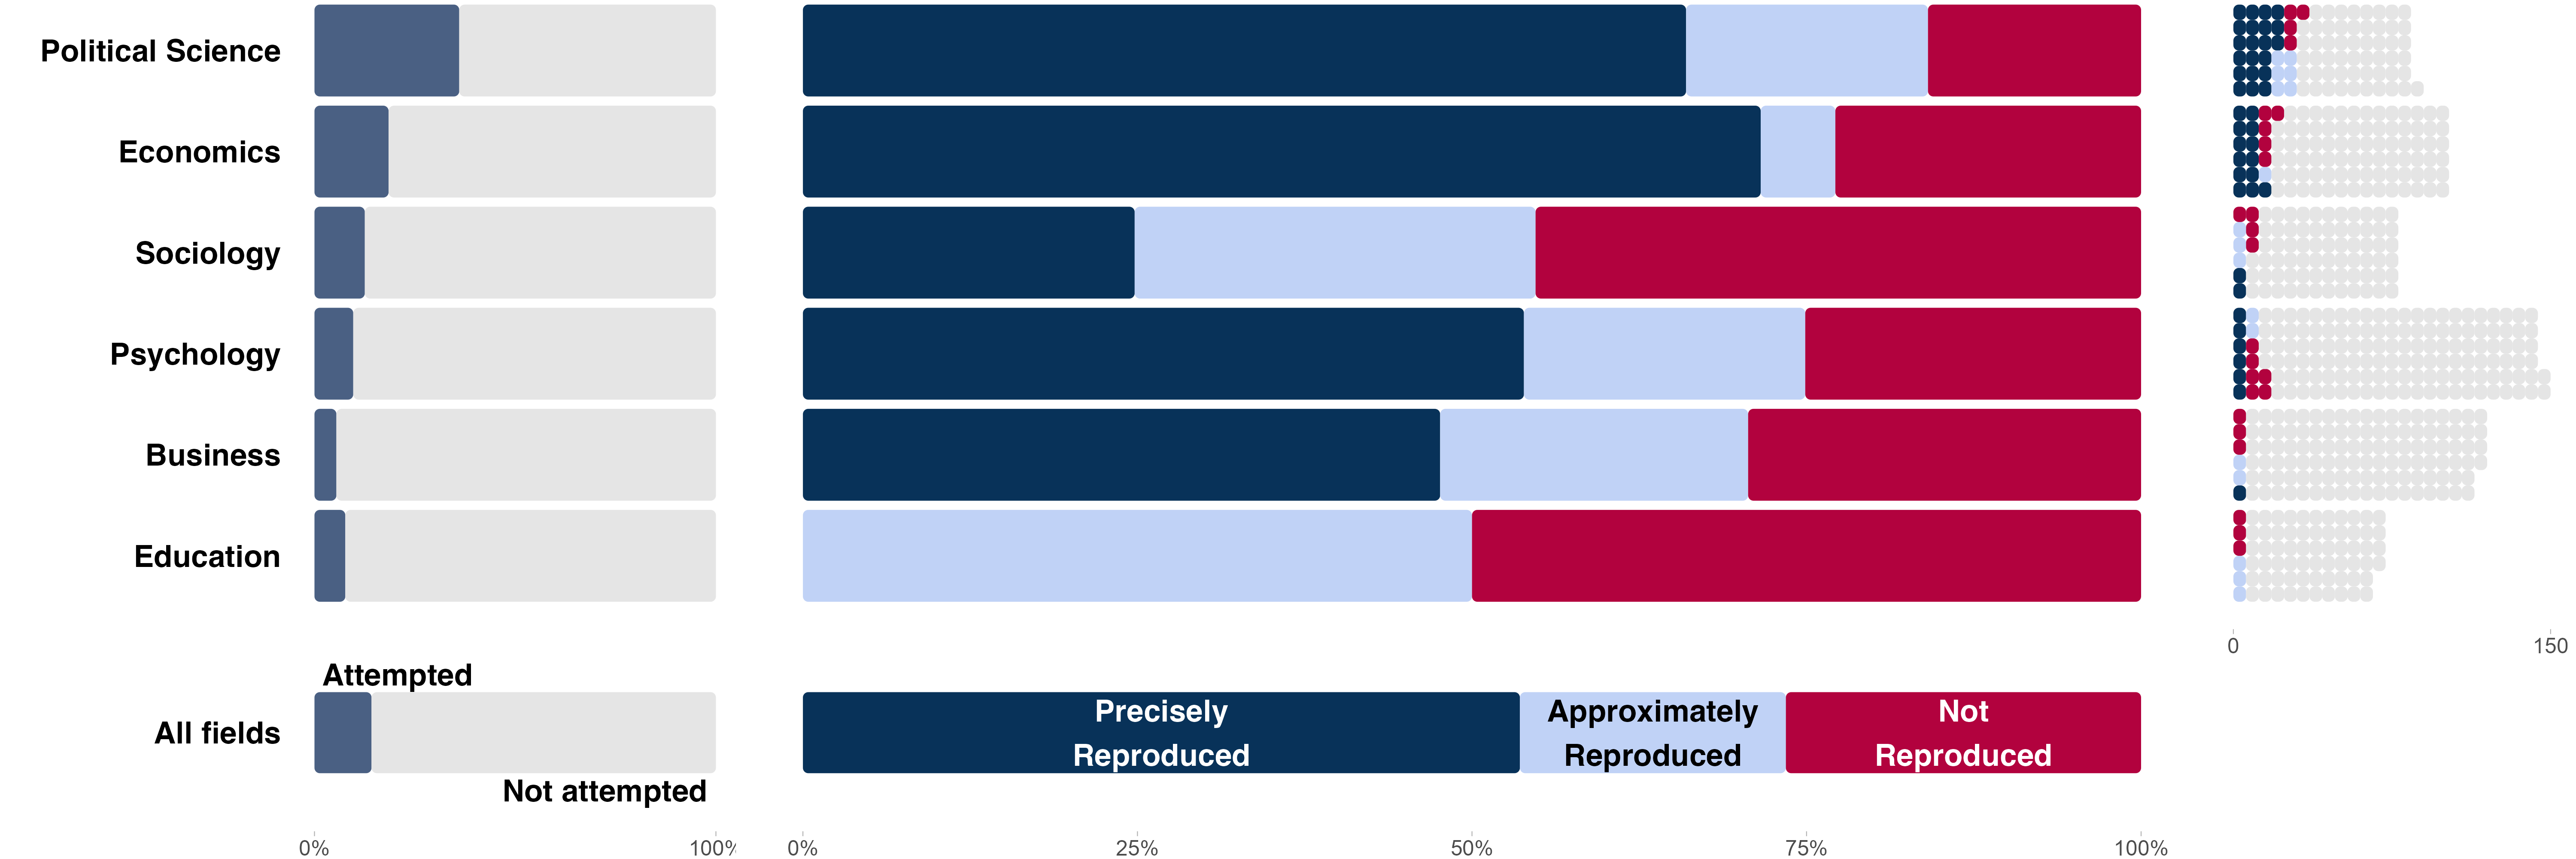 Political Science
Economics
Sociology
Psychology
Business
Education
0 150
Attempted
All fields
Precisely
Reproduced
Approximately
Reproduced
Not
Reproduced
Not attempted
0% 100% 0% 25% 50% 75% 100%